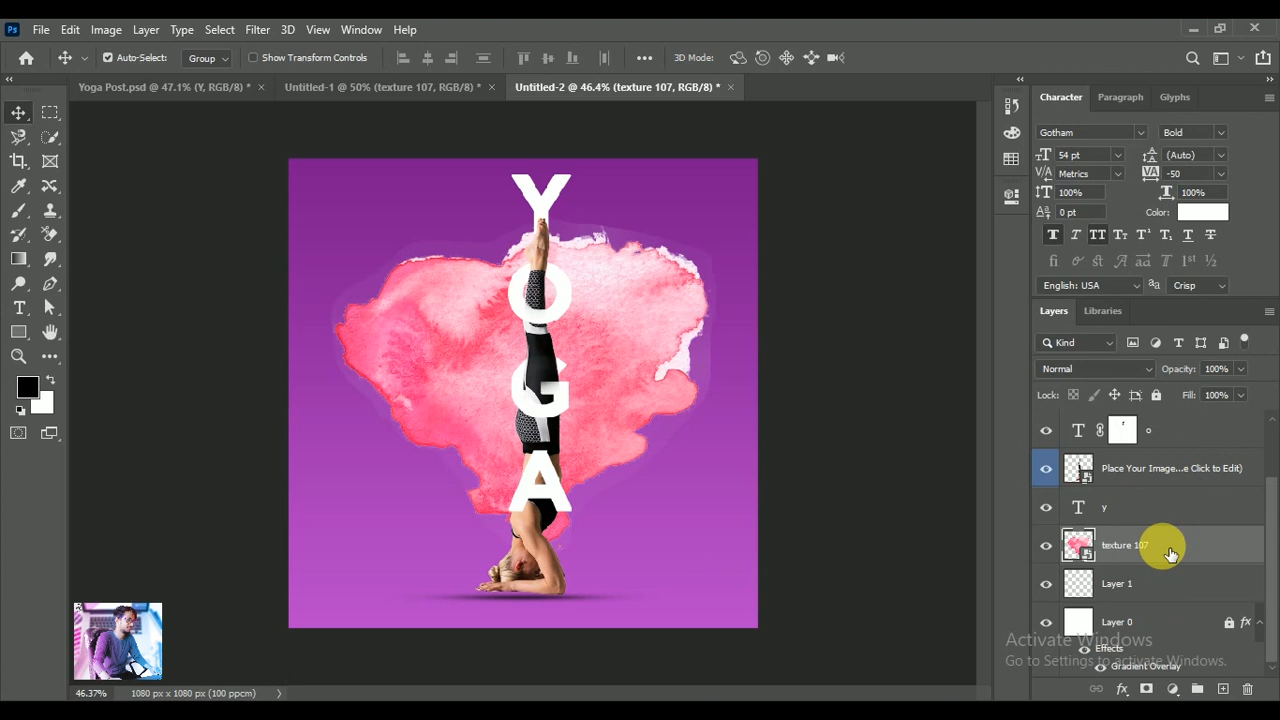 Ps File Edit Image Layer Type Select Filter 3D View Window Help
Auto-Select: Group Show Transform Controls 3D Mode:
Yoga Post.psd @ 47.1% (Y, RGB/8) * Untitled-1 @ 50% (texture 107, RGB/8) * Untitled-2 @ 46.4% (texture 107, RGB/8) *
Character Paragraph Glyphs
Gotham Bold
54 pt (Auto)
Metrics -50
100% 100%
0 pt Color:
English: USA Crisp
Layers Libraries
Kind
Normal Opacity: 100%
Lock: Fill: 100%
o
Place Your Image...e Click to Edit)
y
texture 107
Layer 1
Layer 0 fx
Effects
Gradient Overlay
Y
O
G
A
Activate Windows
Go to Settings to activate Windows.
46.37% 1080 px x 1080 px (100 ppcm)